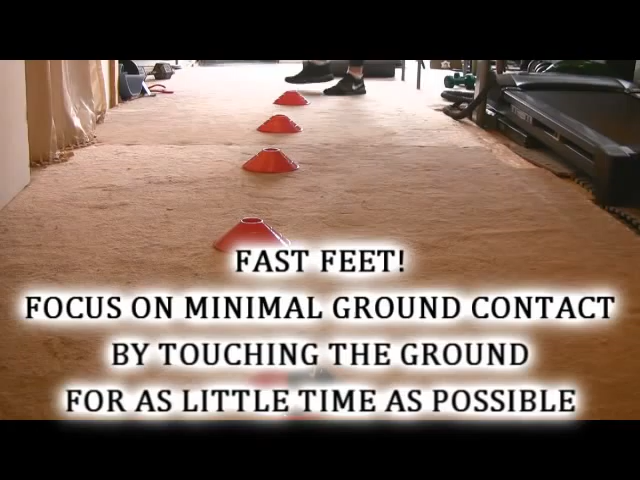 FAST FEET!
FOCUS ON MINIMAL GROUND CONTACT
BY TOUCHING THE GROUND
FOR AS LITTLE TIME AS POSSIBLE